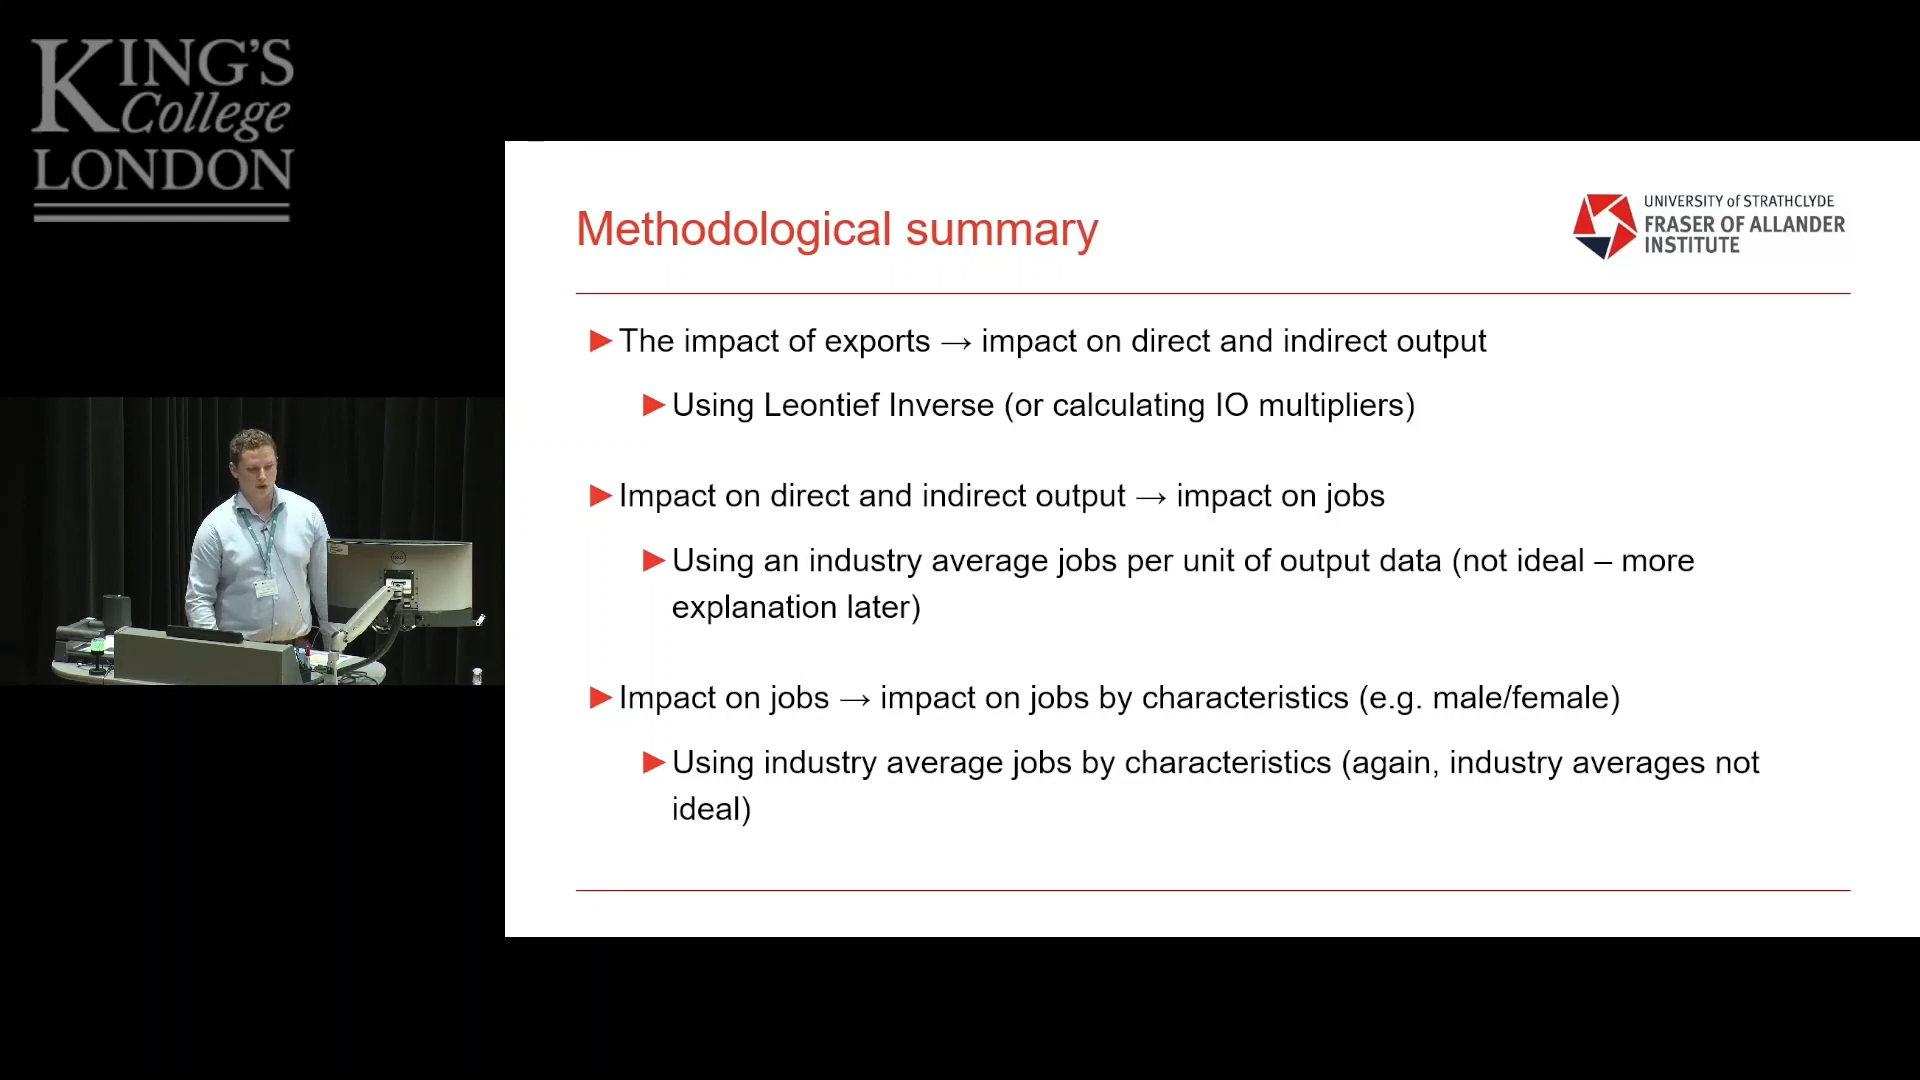 KING'S
College
LONDON
Methodological summary
UNIVERSITY of STRATHCLYDE
FRASER OF ALLANDER
INSTITUTE
The impact of exports → impact on direct and indirect output
Using Leontief Inverse (or calculating IO multipliers)
Impact on direct and indirect output → impact on jobs
Using an industry average jobs per unit of output data (not ideal – more
explanation later)
Impact on jobs → impact on jobs by characteristics (e.g. male/female)
Using industry average jobs by characteristics (again, industry averages not
ideal)